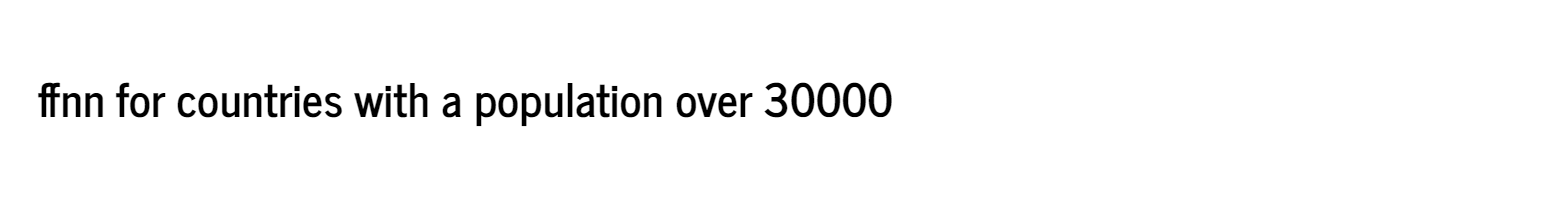 ffnn for countries with a population over 30000